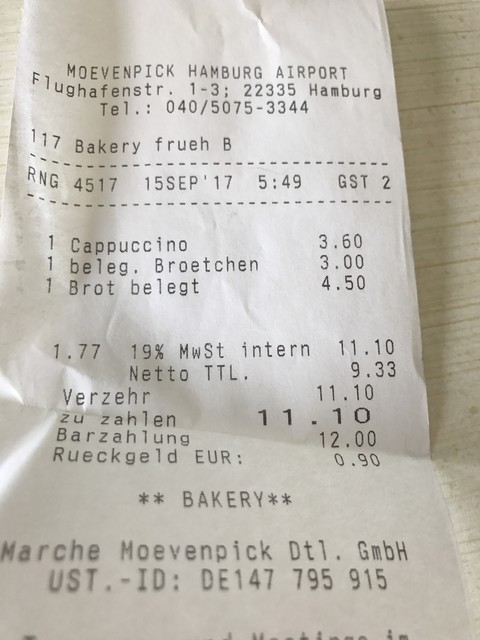 MOEVENPICK HAMBURG AIRPORT
Flughafenstr. 1-3; 22335 Hamburg
Tel.: 040/5075-3344
117 Bakery frueh B
RNG 4517 15SEP'17 5:49 GST 2
1 Cappuccino 3.60
1 beleg. Broetchen 3.00
1 Brot belegt 4.50
1.77 19% MwSt intern 11.10
Netto TTL. 9.33
Verzehr 11.10
zu zahlen 11.10
Barzahlung 12.00
Rueckgeld EUR: 0.90
** BAKERY**
Marche Moevenpick Dtl. GmbH
UST.-ID: DE147 795 915